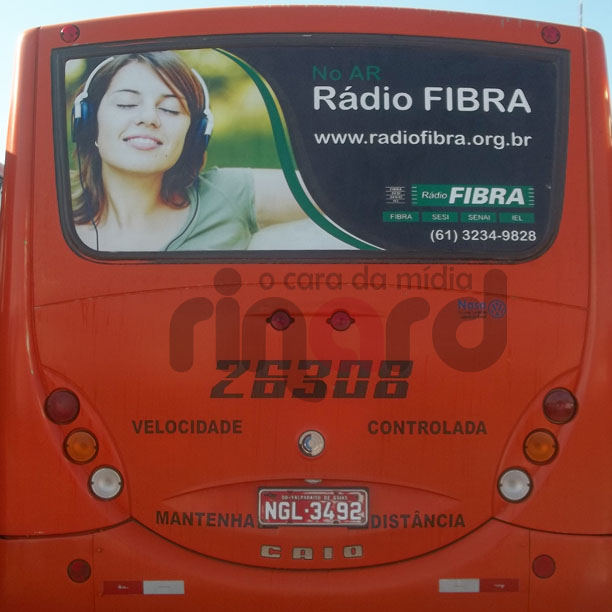 No AR
Rádio FIBRA
www.radiofibra.org.br
Rádio FIBRA
FIBRA SESI SENAI IEL
(61) 3234-9828
o cara da mídia
rinard
26308
VELOCIDADE CONTROLADA
NGL-3492
MANTENHA DISTÂNCIA
CAIO